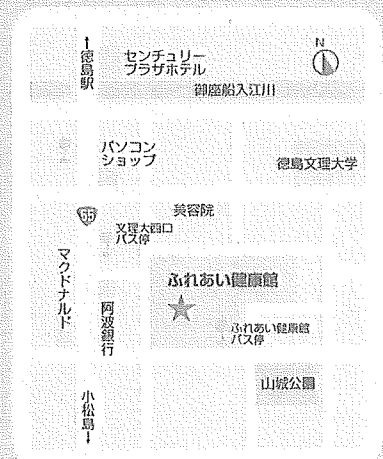 ↑徳島駅
センチュリー
プラザホテル
N
御座船入江川
パソコン
ショップ
徳島文理大学
55
美容院
文理大西口
バス停
マクドナルド
ふれあい健康館
阿波銀行
ふれあい健康館
バス停
山城公園
小松島↓